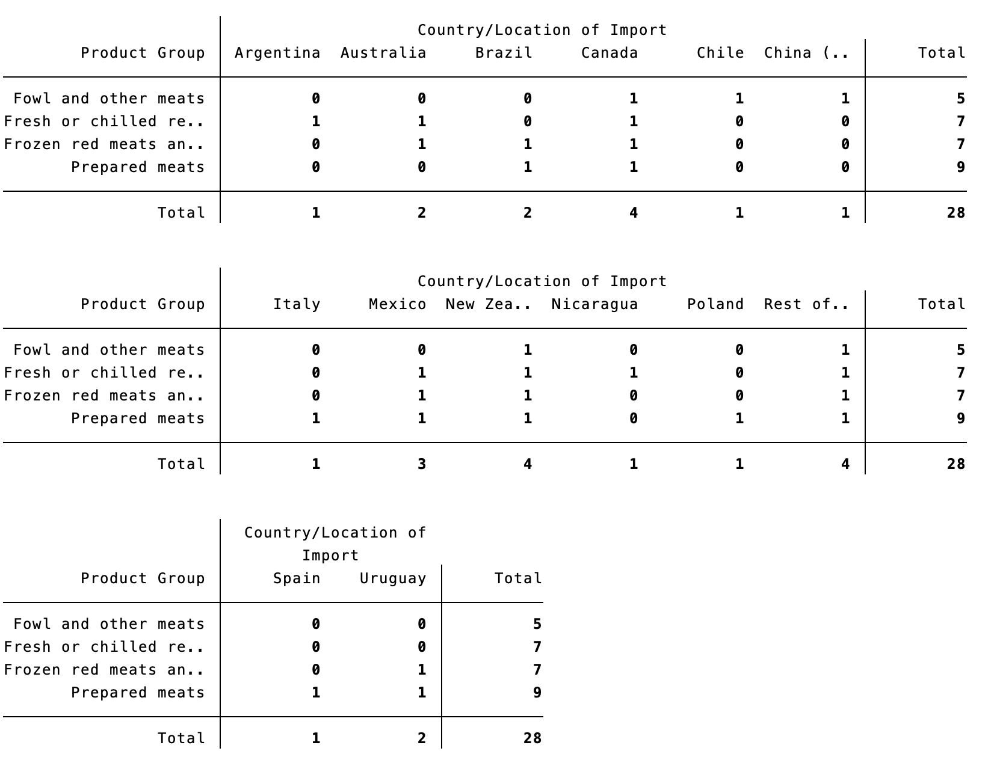 Country/Location of Import
Product Group Argentina Australia Brazil Canada Chile China (.. Total
Fowl and other meats 0 0 0 1 1 1 5
Fresh or chilled re.. 1 1 0 1 0 0 7
Frozen red meats an.. 0 1 1 1 0 0 7
Prepared meats 0 0 1 1 0 0 9
Total 1 2 2 4 1 1 28
Country/Location of Import
Product Group Italy Mexico New Zea.. Nicaragua Poland Rest of.. Total
Fowl and other meats 0 0 1 0 0 1 5
Fresh or chilled re.. 0 1 1 1 0 1 7
Frozen red meats an.. 0 1 1 0 0 1 7
Prepared meats 1 1 1 0 1 1 9
Total 1 3 4 1 1 4 28
Country/Location of
Import
Product Group Spain Uruguay Total
Fowl and other meats 0 0 5
Fresh or chilled re.. 0 0 7
Frozen red meats an.. 0 1 7
Prepared meats 1 1 9
Total 1 2 28